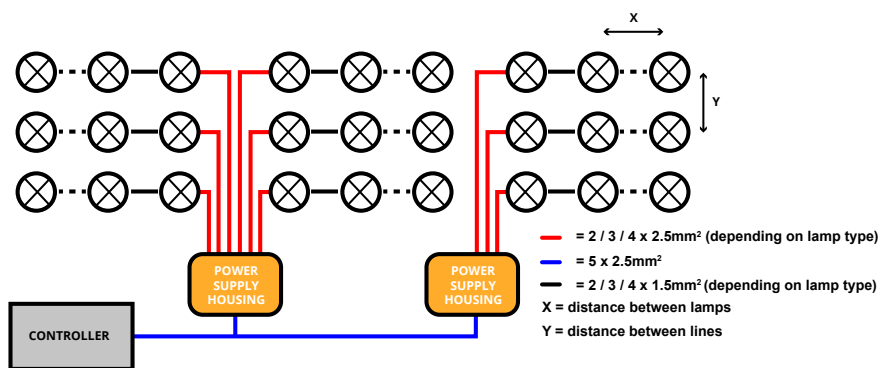 X
Y
= 2 / 3 / 4 x 2.5mm² (depending on lamp type)
= 5 x 2.5mm²
= 2 / 3 / 4 x 1.5mm² (depending on lamp type)
X = distance between lamps
Y = distance between lines
POWER
SUPPLY
HOUSING
POWER
SUPPLY
HOUSING
CONTROLLER